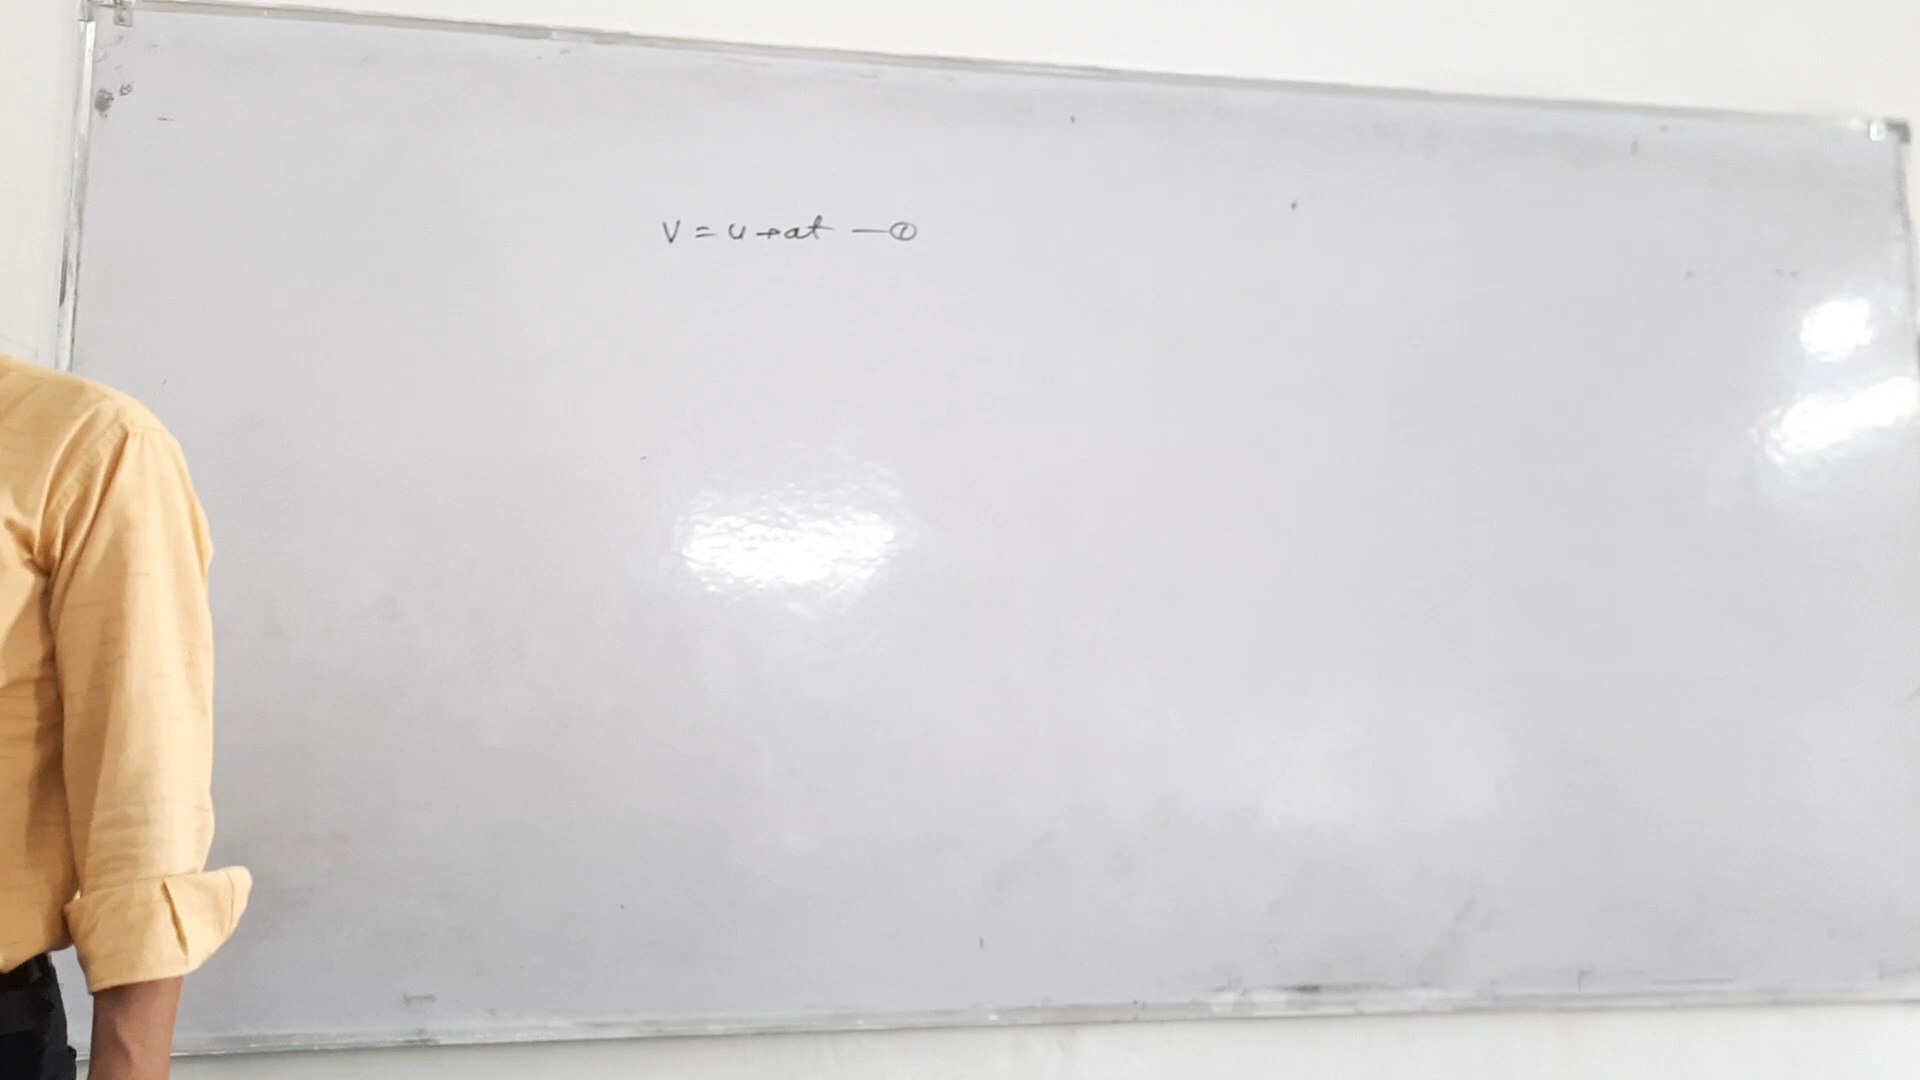 V = u + at — ①